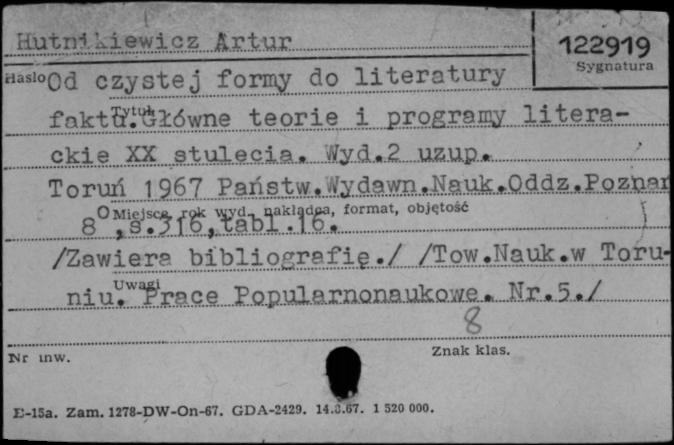 Hutnikiewicz Artur
122919
Sygnatura
Hasło
Od czystej formy do literatury
Tytuł
faktu. Główne teorie i programy litera-
ckie XX stulecia. Wyd.2 uzup.
Toruń 1967 Państw.Wydawn.Nauk.Oddz.Poznań
Miejsce, rok wyd., nakładca, format, objętość
8°,s.316,tabl.16.
/Zawiera bibliografię./ /Tow.Nauk.w Toru-
Uwagi
niu. Prace Popularnonaukowe. Nr.5./
8
Nr inw.
Znak klas.
E-15a. Zam. 1278-DW-On-67. GDA-2429. 14.3.67. 1 520 000.